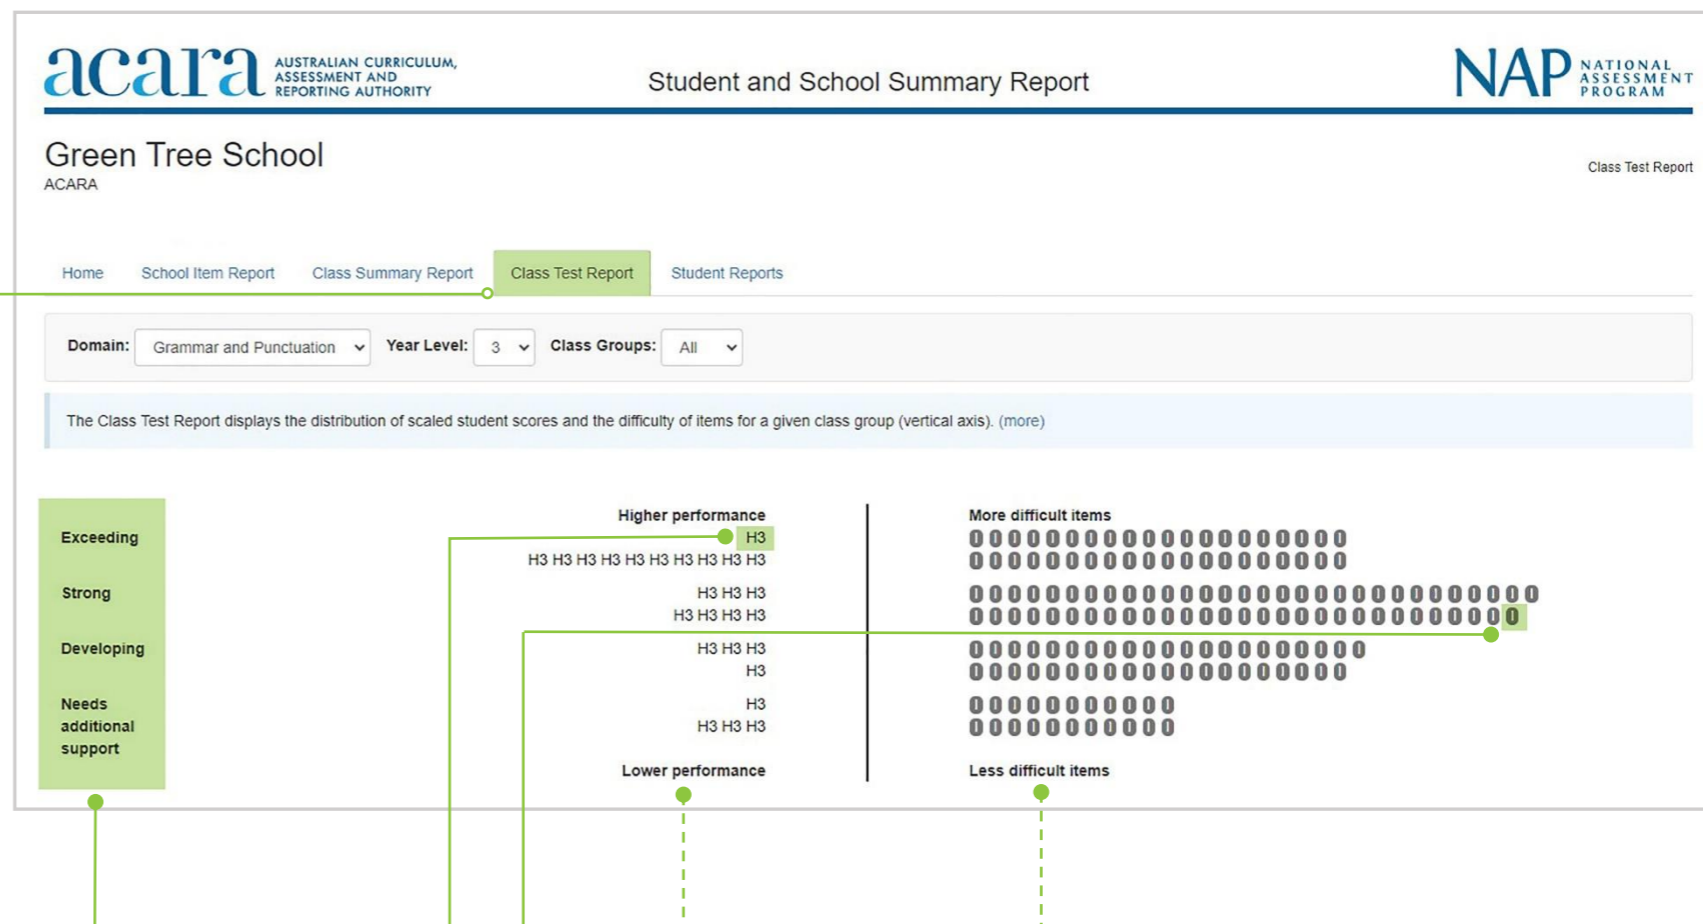 acara AUSTRALIAN CURRICULUM,
ASSESSMENT AND
REPORTING AUTHORITY
Student and School Summary Report
NAP NATIONAL
ASSESSMENT
PROGRAM
Green Tree School
ACARA
Class Test Report
Home School Item Report Class Summary Report Class Test Report Student Reports
Domain: Grammar and Punctuation Year Level: 3 Class Groups: All
The Class Test Report displays the distribution of scaled student scores and the difficulty of items for a given class group (vertical axis). (more)
Higher performance More difficult items
Exceeding H3 I I I I I I I I I I I I I I I I I I I I
H3 H3 H3 H3 H3 H3 H3 H3 H3 H3 I I I I I I I I I I I I I I I I I I I I
Strong H3 H3 H3 I I I I I I I I I I I I I I I I I I I I I I I I I I I I I I
H3 H3 H3 H3 I I I I I I I I I I I I I I I I I I I I I I I I I I I I I
Developing H3 H3 H3 I I I I I I I I I I I I I I I I I I I I I
H3 I I I I I I I I I I I I I I I I I I I I
Needs H3 I I I I I I I I I I I
additional H3 H3 H3 I I I I I I I I I I I
support
Lower performance Less difficult items